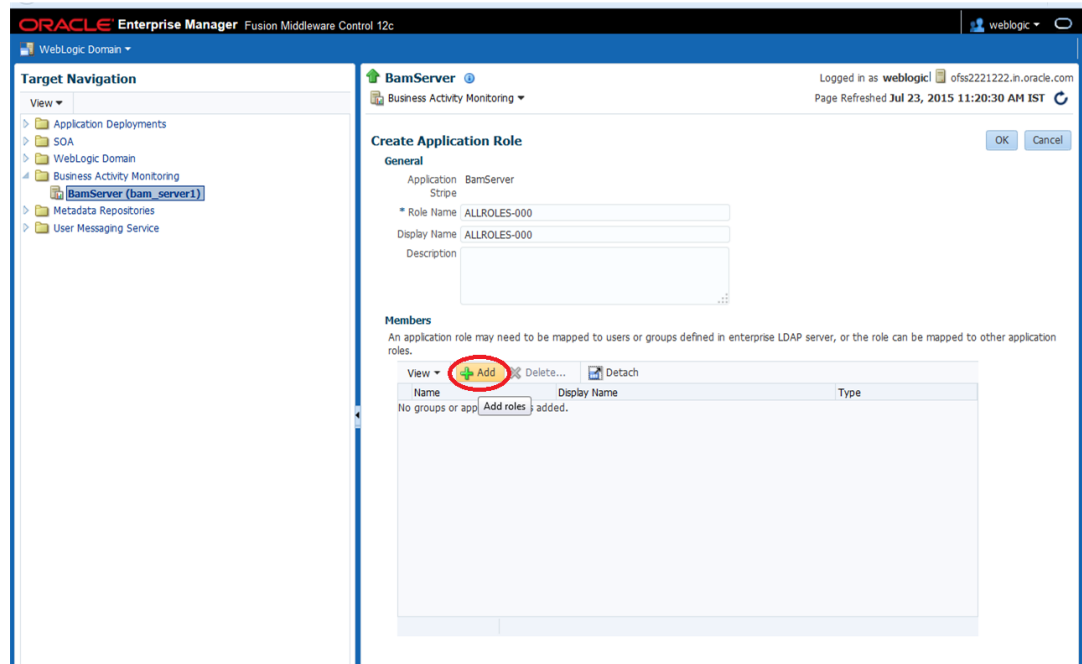 ORACLE Enterprise Manager Fusion Middleware Control 12c
weblogic
WebLogic Domain
Target Navigation
View
Application Deployments
SOA
WebLogic Domain
Business Activity Monitoring
BamServer (bam_server1)
Metadata Repositories
User Messaging Service
BamServer
Logged in as weblogic
ofss2221222.in.oracle.com
Business Activity Monitoring
Page Refreshed Jul 23, 2015 11:20:30 AM IST
Create Application Role
OK Cancel
General
Application BamServer
Stripe
* Role Name ALLROLES-000
Display Name ALLROLES-000
Description
Members
An application role may need to be mapped to users or groups defined in enterprise LDAP server, or the role can be mapped to other application
roles.
View Add Delete... Detach
Name Display Name Type
No groups or app added.
Add roles